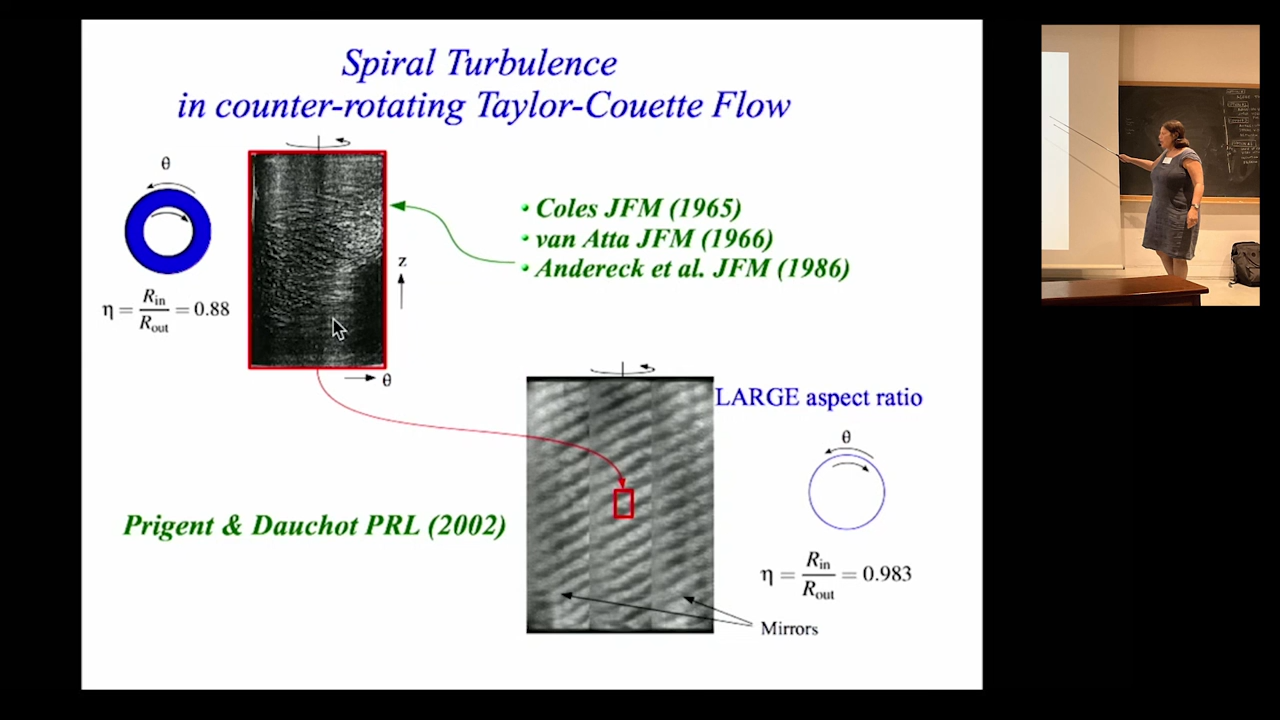 Spiral Turbulence
in counter-rotating Taylor-Couette Flow
θ
η = R_in / R_out = 0.88
z
θ
• Coles JFM (1965)
• van Atta JFM (1966)
• Andereck et al. JFM (1986)
LARGE aspect ratio
θ
Prigent & Dauchot PRL (2002)
η = R_in / R_out = 0.983
Mirrors